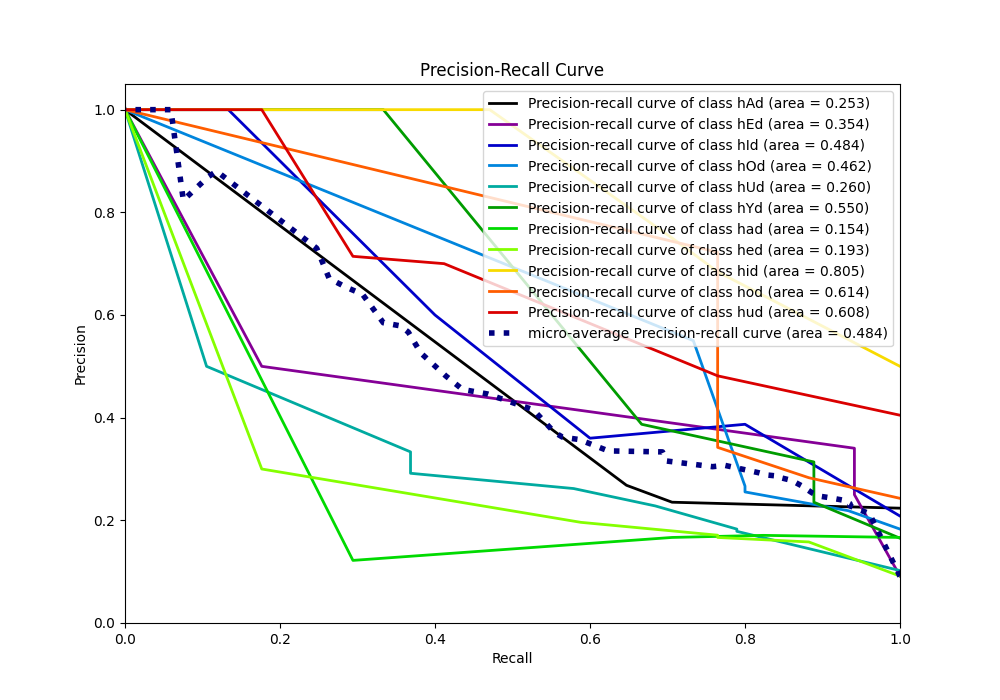 Precision-Recall Curve
Precision-recall curve of class hAd (area = 0.253)
Precision-recall curve of class hEd (area = 0.354)
Precision-recall curve of class hId (area = 0.484)
Precision-recall curve of class hOd (area = 0.462)
Precision-recall curve of class hUd (area = 0.260)
Precision-recall curve of class hYd (area = 0.550)
Precision-recall curve of class had (area = 0.154)
Precision-recall curve of class hed (area = 0.193)
Precision-recall curve of class hid (area = 0.805)
Precision-recall curve of class hod (area = 0.614)
Precision-recall curve of class hud (area = 0.608)
micro-average Precision-recall curve (area = 0.484)
Precision
1.0
0.8
0.6
0.4
0.2
0.0
0.0 0.2 0.4 0.6 0.8 1.0
Recall